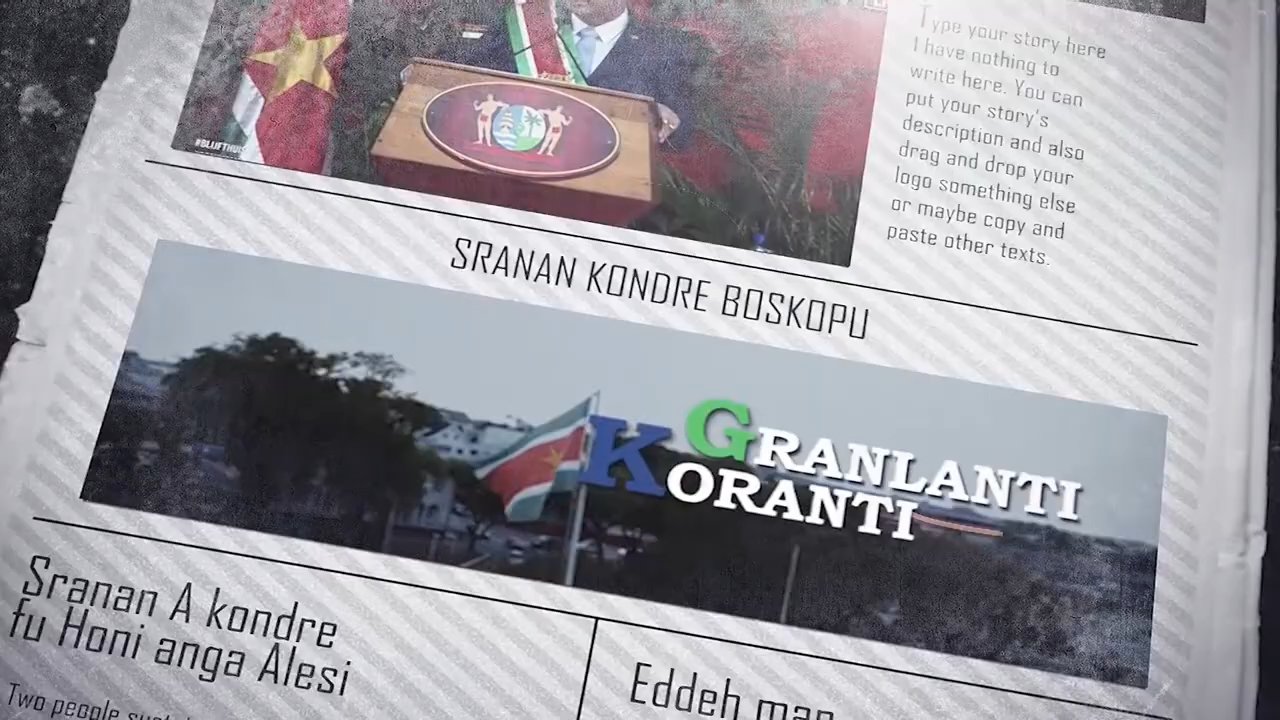 Type your story here
I have nothing to
write here. You can
put your story's
description and also
drag and drop your
logo something else
or maybe copy and
paste other texts.
SRANAN KONDRE BOSKOPU
GRANLANTI
KORANTI
Sranan A kondre
fu Honi anga Alesi
Two people
Eddeh man